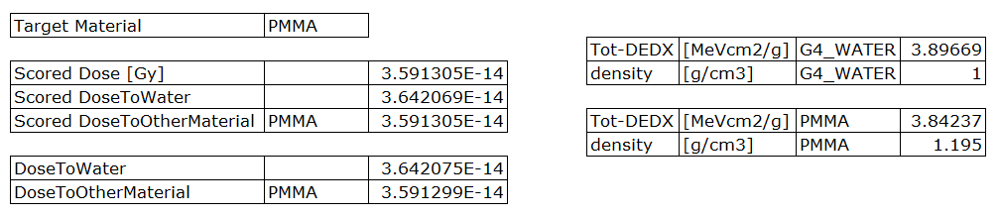 Target Material PMMA
Scored Dose [Gy] 3.591305E-14
Scored DoseToWater 3.642069E-14
Scored DoseToOtherMaterial PMMA 3.591305E-14
DoseToWater 3.642075E-14
DoseToOtherMaterial PMMA 3.591299E-14
Tot-DEDX [MeVcm2/g] G4_WATER 3.89669
density [g/cm3] G4_WATER 1
Tot-DEDX [MeVcm2/g] PMMA 3.84237
density [g/cm3] PMMA 1.195